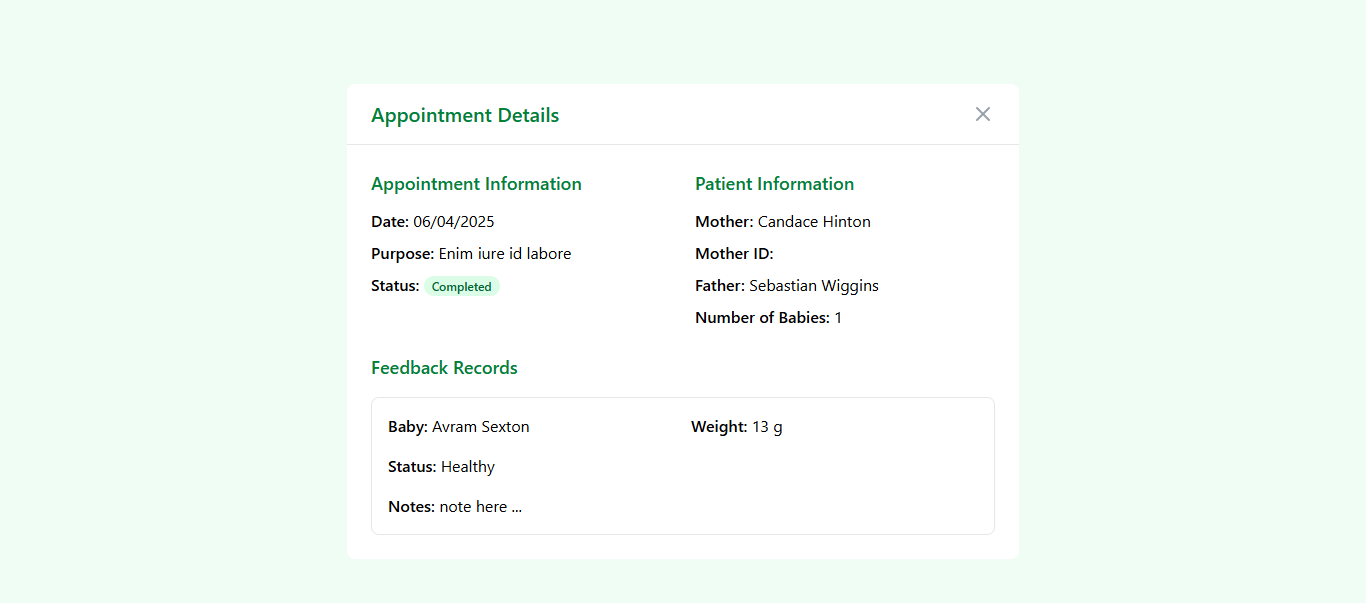 Appointment Details
Appointment Information
Date: 06/04/2025
Purpose: Enim iure id labore
Status: Completed
Patient Information
Mother: Candace Hinton
Mother ID:
Father: Sebastian Wiggins
Number of Babies: 1
Feedback Records
Baby: Avram Sexton
Weight: 13 g
Status: Healthy
Notes: note here ...